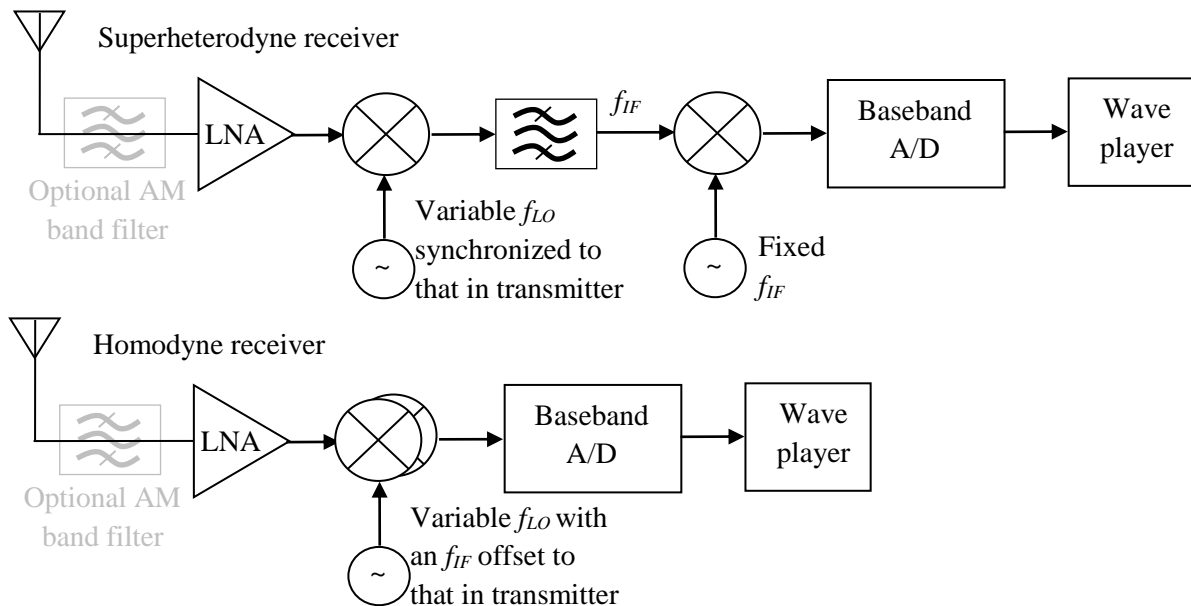 Superheterodyne receiver
Optional AM
band filter
LNA
Variable fLO
synchronized to
that in transmitter
~
fIF
Fixed
fIF
~
Baseband
A/D
Wave
player
Homodyne receiver
Optional AM
band filter
LNA
Variable fLO with
an fIF offset to
that in transmitter
~
Baseband
A/D
Wave
player